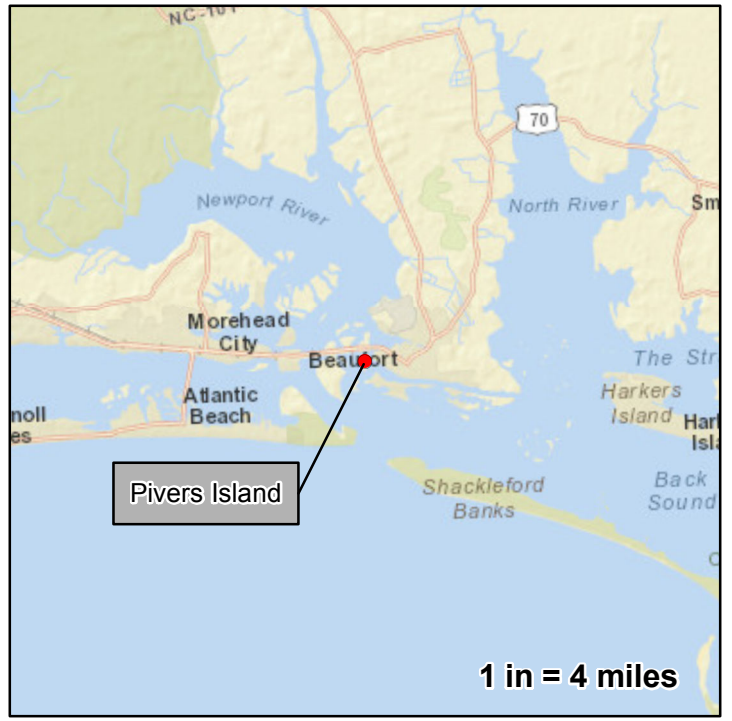 NC-101
70
Newport River
North River
Sm
Morehead
City
Beaufort
The Str
Harkers
Island
Harl
Isla
Atlantic
Beach
noll
es
Pivers Island
Shackleford
Banks
Back
Sound
C
1 in = 4 miles